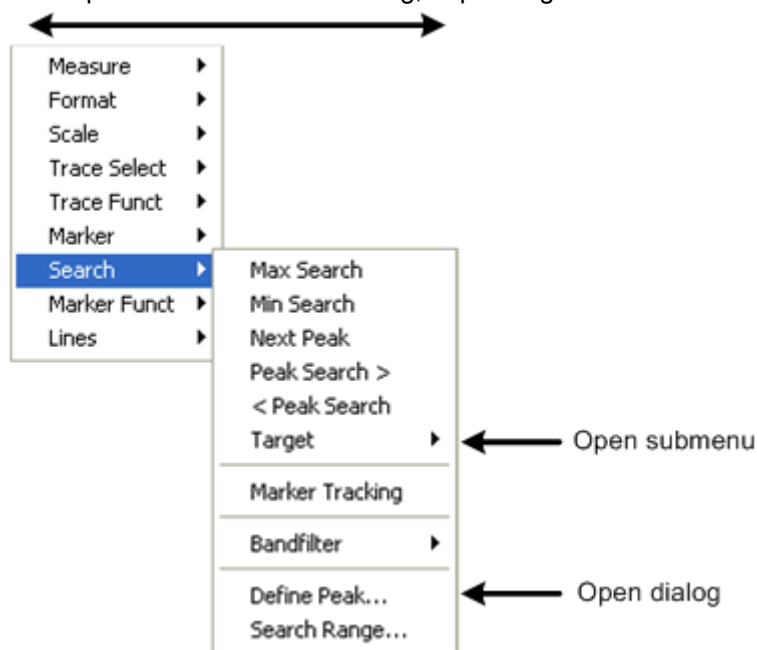 Measure
Format
Scale
Trace Select
Trace Funct
Marker
Search
Marker Funct
Lines
Max Search
Min Search
Next Peak
Peak Search >
< Peak Search
Target
Open submenu
Marker Tracking
Bandfilter
Define Peak...
Open dialog
Search Range...